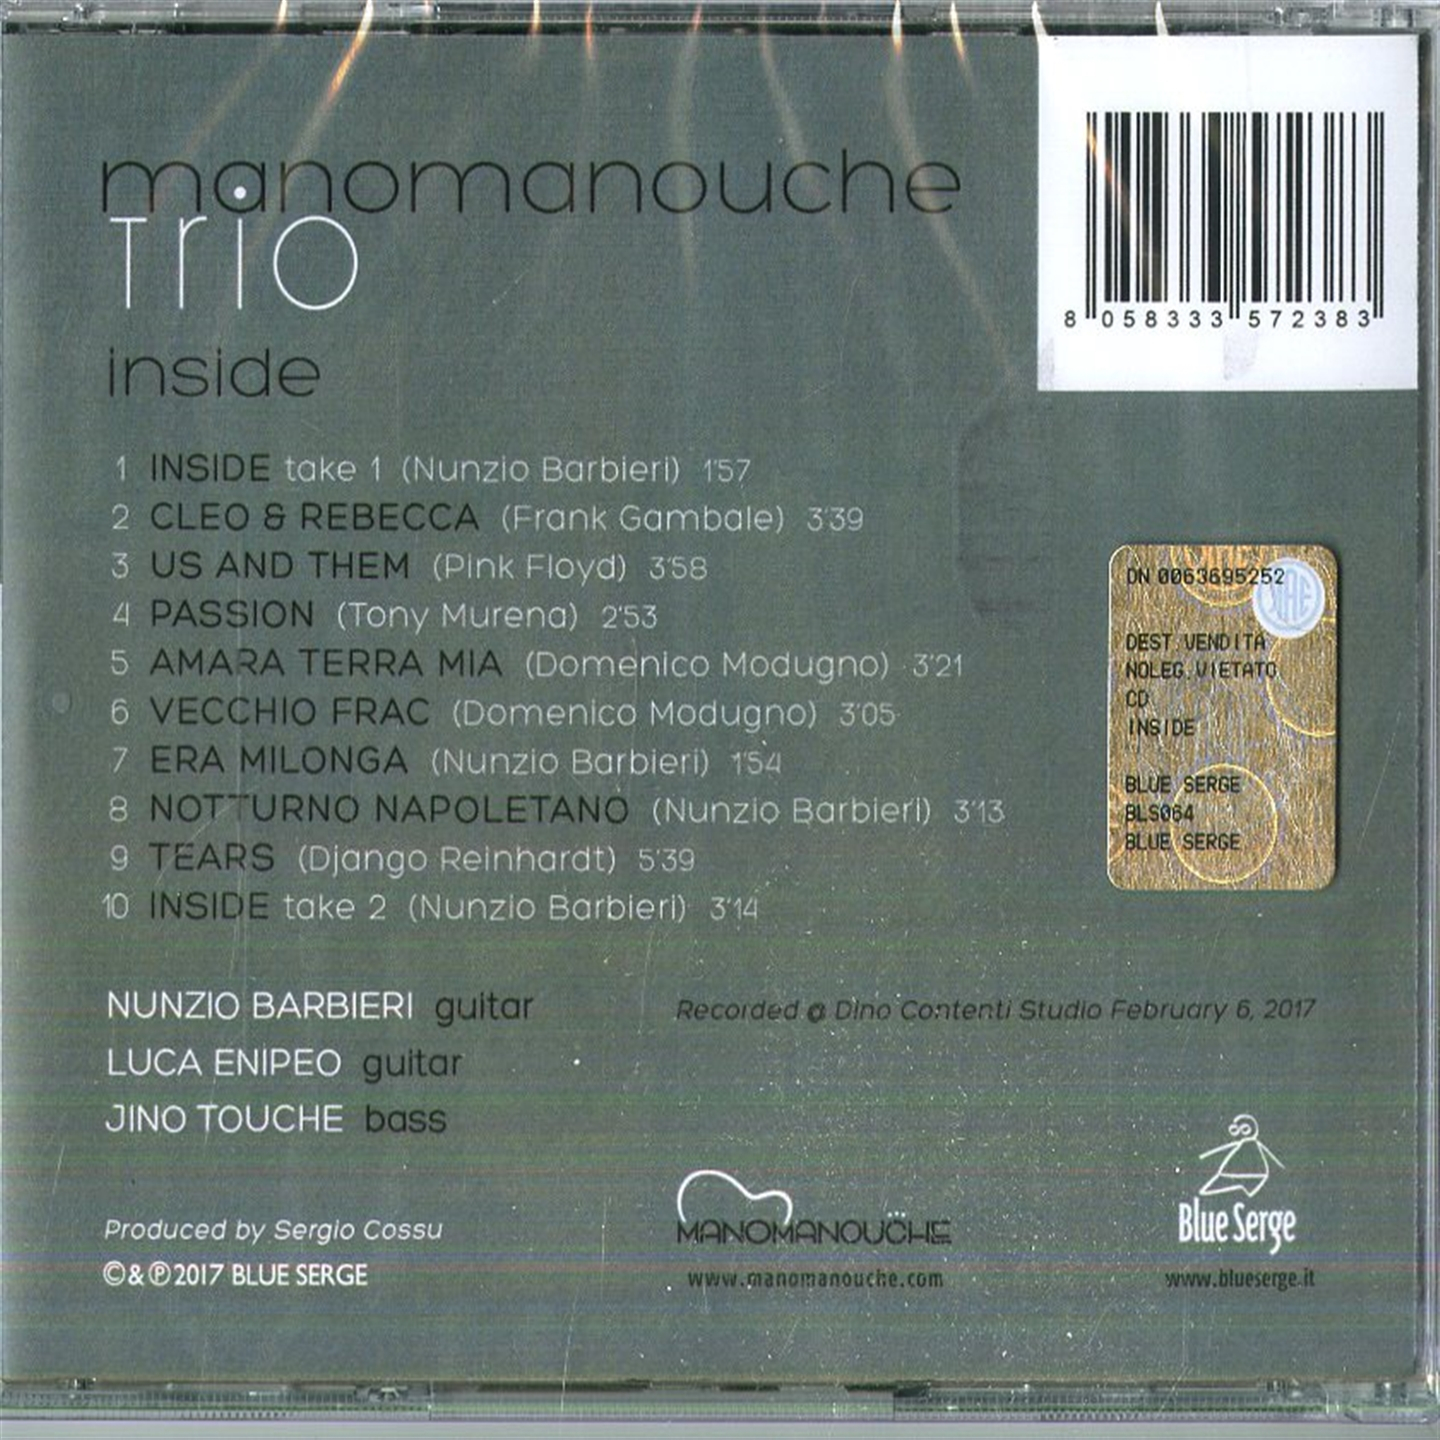 manomanouche
Trio
inside
8 058333 572383
1 INSIDE take 1 (Nunzio Barbieri) 1'57
2 CLEO & REBECCA (Frank Gambale) 3'39
3 US AND THEM (Pink Floyd) 3'58
4 PASSION (Tony Murena) 2'53
5 AMARA TERRA MIA (Domenico Modugno) 3'21
6 VECCHIO FRAC (Domenico Modugno) 3'05
7 ERA MILONGA (Nunzio Barbieri) 1'54
8 NOTTURNO NAPOLETANO (Nunzio Barbieri) 3'13
9 TEARS (Django Reinhardt) 5'39
10 INSIDE take 2 (Nunzio Barbieri) 3'14
DN 0063695252
SIAE
DEST.VENDITA
NOLEG.VIETATO
CD
INSIDE
BLUE SERGE
BLS064
BLUE SERGE
NUNZIO BARBIERI guitar
LUCA ENIPEO guitar
JINO TOUCHE bass
Recorded @ Dino Contenti Studio February 6, 2017
Produced by Sergio Cossu
©&℗2017 BLUE SERGE
MANOMANOUCHE
www.manomanouche.com
Blue Serge
www.blueserge.it